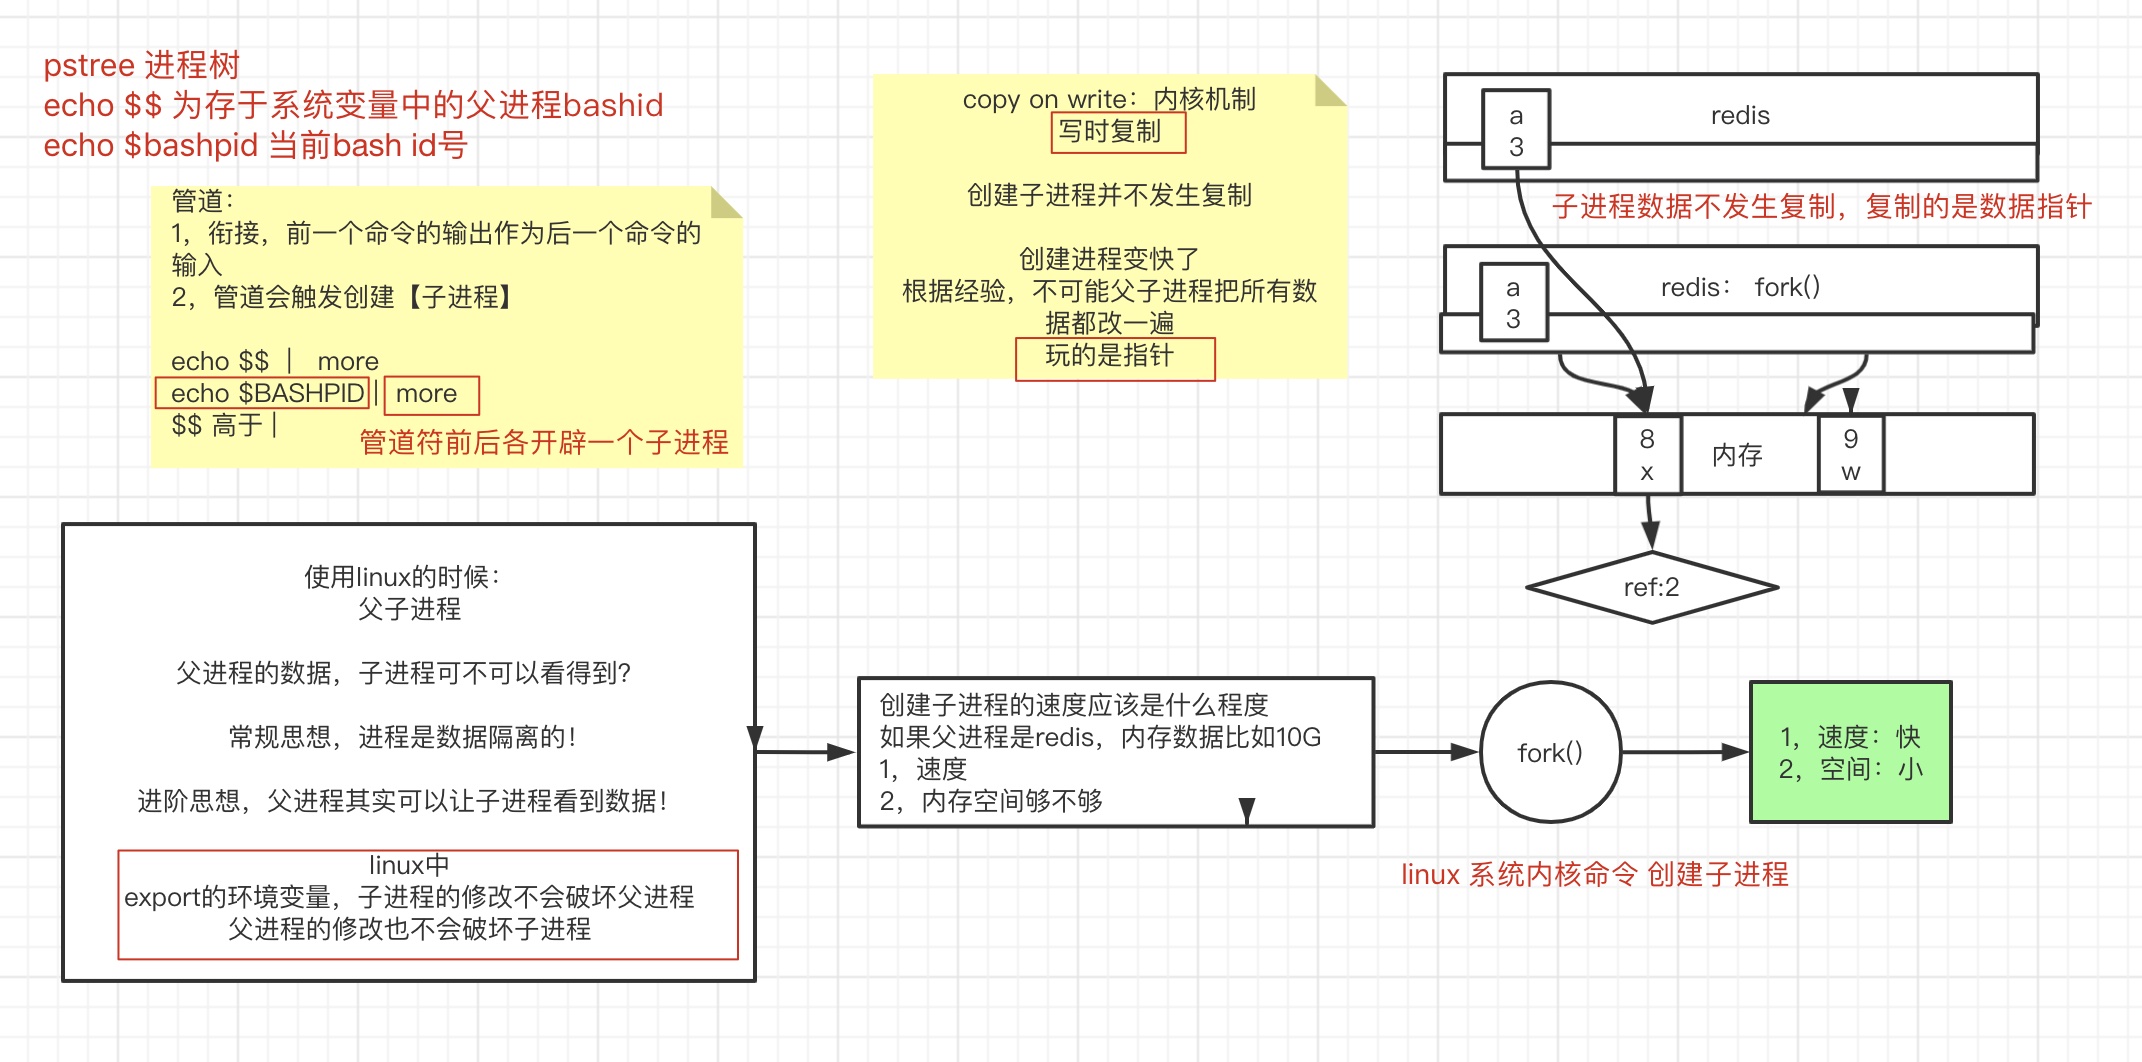 pstree 进程树
echo $$ 为存于系统变量中的父进程bashid
echo $bashpid 当前bash id号
管道：
1，衔接，前一个命令的输出作为后一个命令的
输入
2，管道会触发创建【子进程】
echo $$ | more
echo $BASHPID | more
$$ 高于 |
管道符前后各开辟一个子进程
copy on write：内核机制
写时复制
创建子进程并不发生复制
创建进程变快了
根据经验，不可能父子进程把所有数
据都改一遍
玩的是指针
a
3
redis
子进程数据不发生复制，复制的是数据指针
a
3
redis： fork()
8
x
内存
9
w
ref:2
使用linux的时候：
父子进程
父进程的数据，子进程可不可以看得到？
常规思想，进程是数据隔离的！
进阶思想，父进程其实可以让子进程看到数据！
linux中
export的环境变量，子进程的修改不会破坏父进程
父进程的修改也不会破坏子进程
创建子进程的速度应该是什么程度
如果父进程是redis，内存数据比如10G
1，速度
2，内存空间够不够
fork()
1，速度：快
2，空间：小
linux 系统内核命令 创建子进程